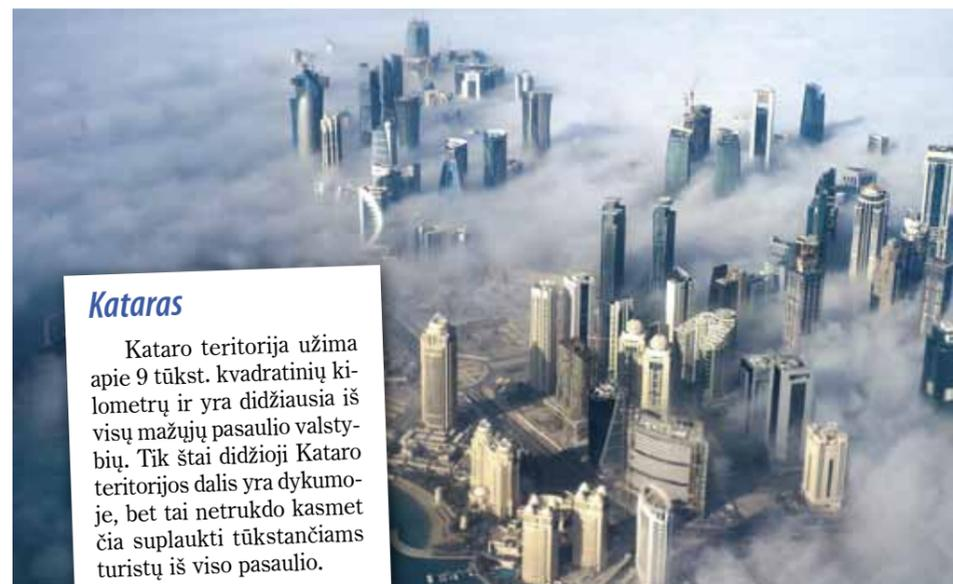 Kataras
Kataro teritorija užima
apie 9 tūkst. kvadratinių ki-
lometrų ir yra didžiausia iš
visų mažųjų pasaulio valsty-
bių. Tik štai didžioji Kataro
teritorijos dalis yra dykumo-
je, bet tai netrukdo kasmet
čia suplaukti tūkstančiams
turistų iš viso pasaulio.